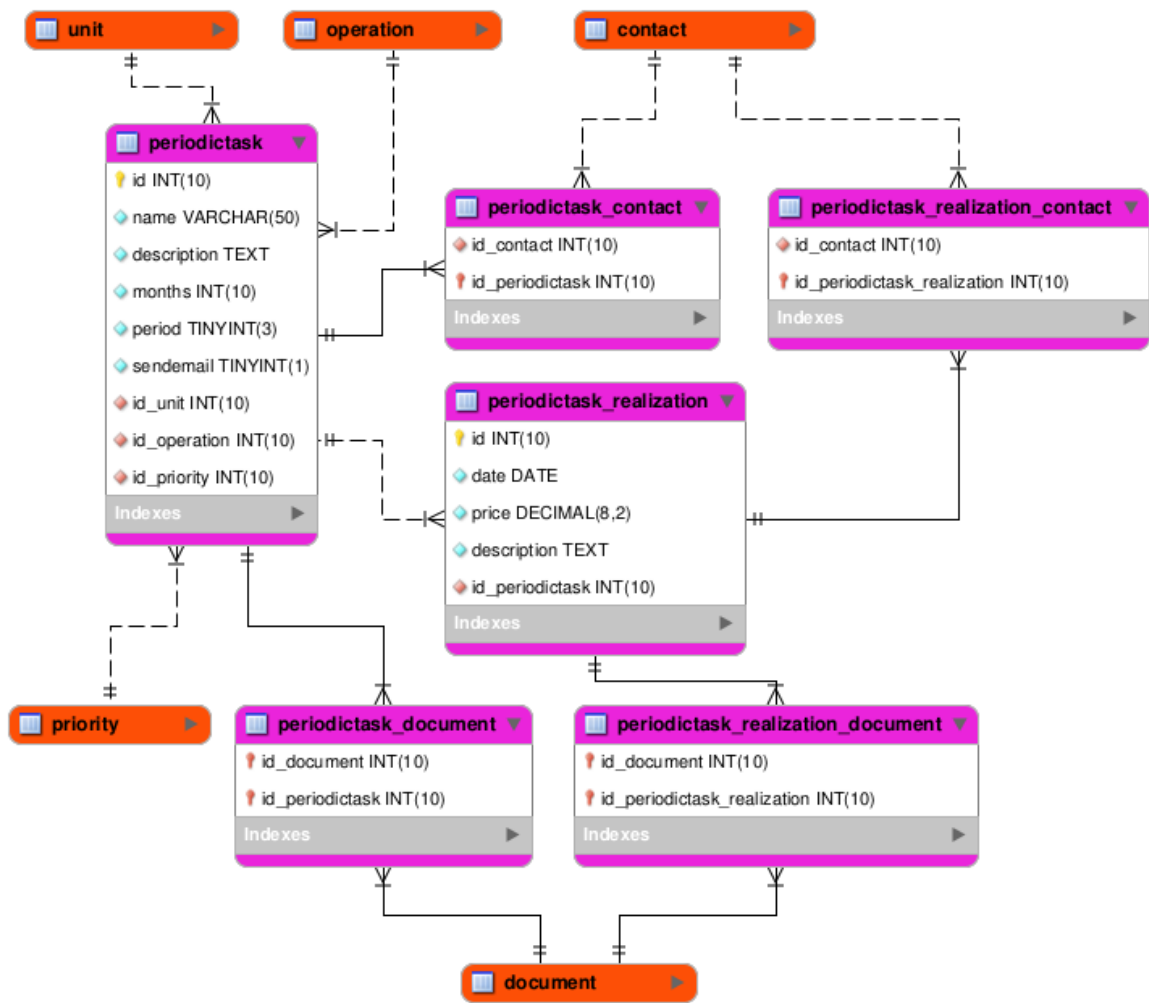 unit
operation
contact
periodictask
id INT(10)
name VARCHAR(50)
description TEXT
months INT(10)
period TINYINT(3)
sendemail TINYINT(1)
id_unit INT(10)
id_operation INT(10)
id_priority INT(10)
Indexes
periodictask_contact
id_contact INT(10)
id_periodictask INT(10)
Indexes
periodictask_realization_contact
id_contact INT(10)
id_periodictask_realization INT(10)
Indexes
periodictask_realization
id INT(10)
date DATE
price DECIMAL(8,2)
description TEXT
id_periodictask INT(10)
Indexes
priority
periodictask_document
id_document INT(10)
id_periodictask INT(10)
Indexes
periodictask_realization_document
id_document INT(10)
id_periodictask_realization INT(10)
Indexes
document